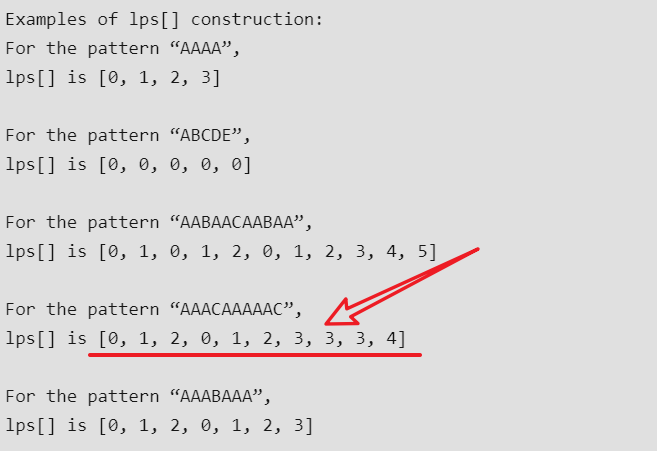 Examples of lps[] construction:
For the pattern “AAAA”,
lps[] is [0, 1, 2, 3]
For the pattern “ABCDE”,
lps[] is [0, 0, 0, 0, 0]
For the pattern “AABAACAABAA”,
lps[] is [0, 1, 0, 1, 2, 0, 1, 2, 3, 4, 5]
For the pattern “AAACAAAAAC”,
lps[] is [0, 1, 2, 0, 1, 2, 3, 3, 3, 4]
For the pattern “AAABAAA”,
lps[] is [0, 1, 2, 0, 1, 2, 3]